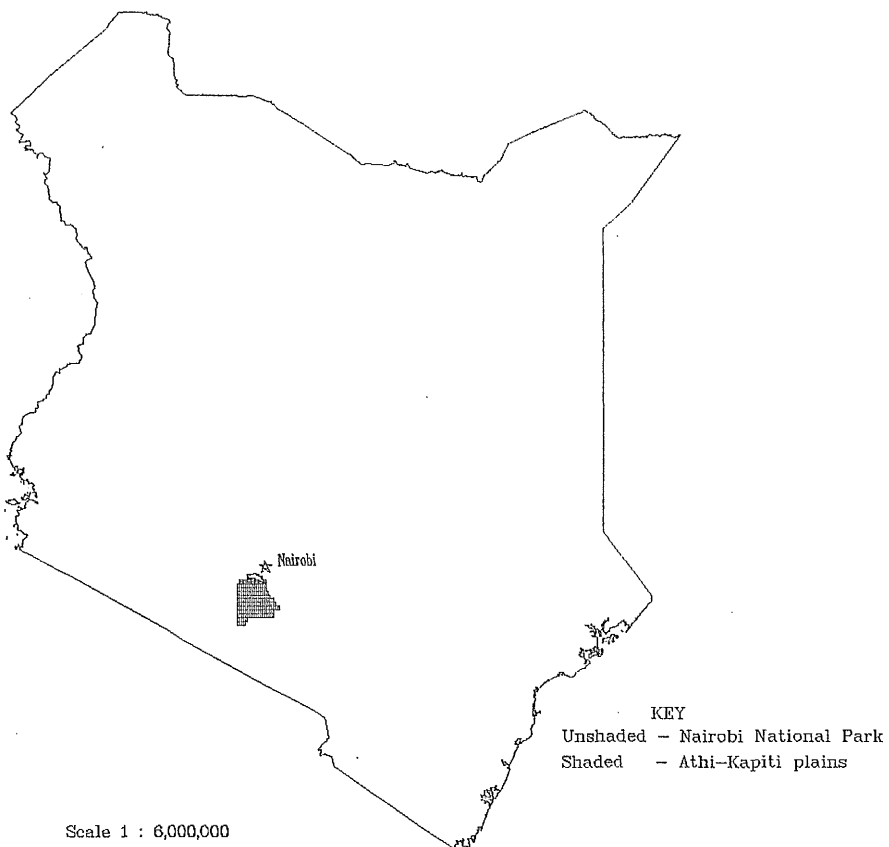 Nairobi
KEY
Unshaded – Nairobi National Park
Shaded – Athi–Kapiti plains
Scale 1 : 6,000,000